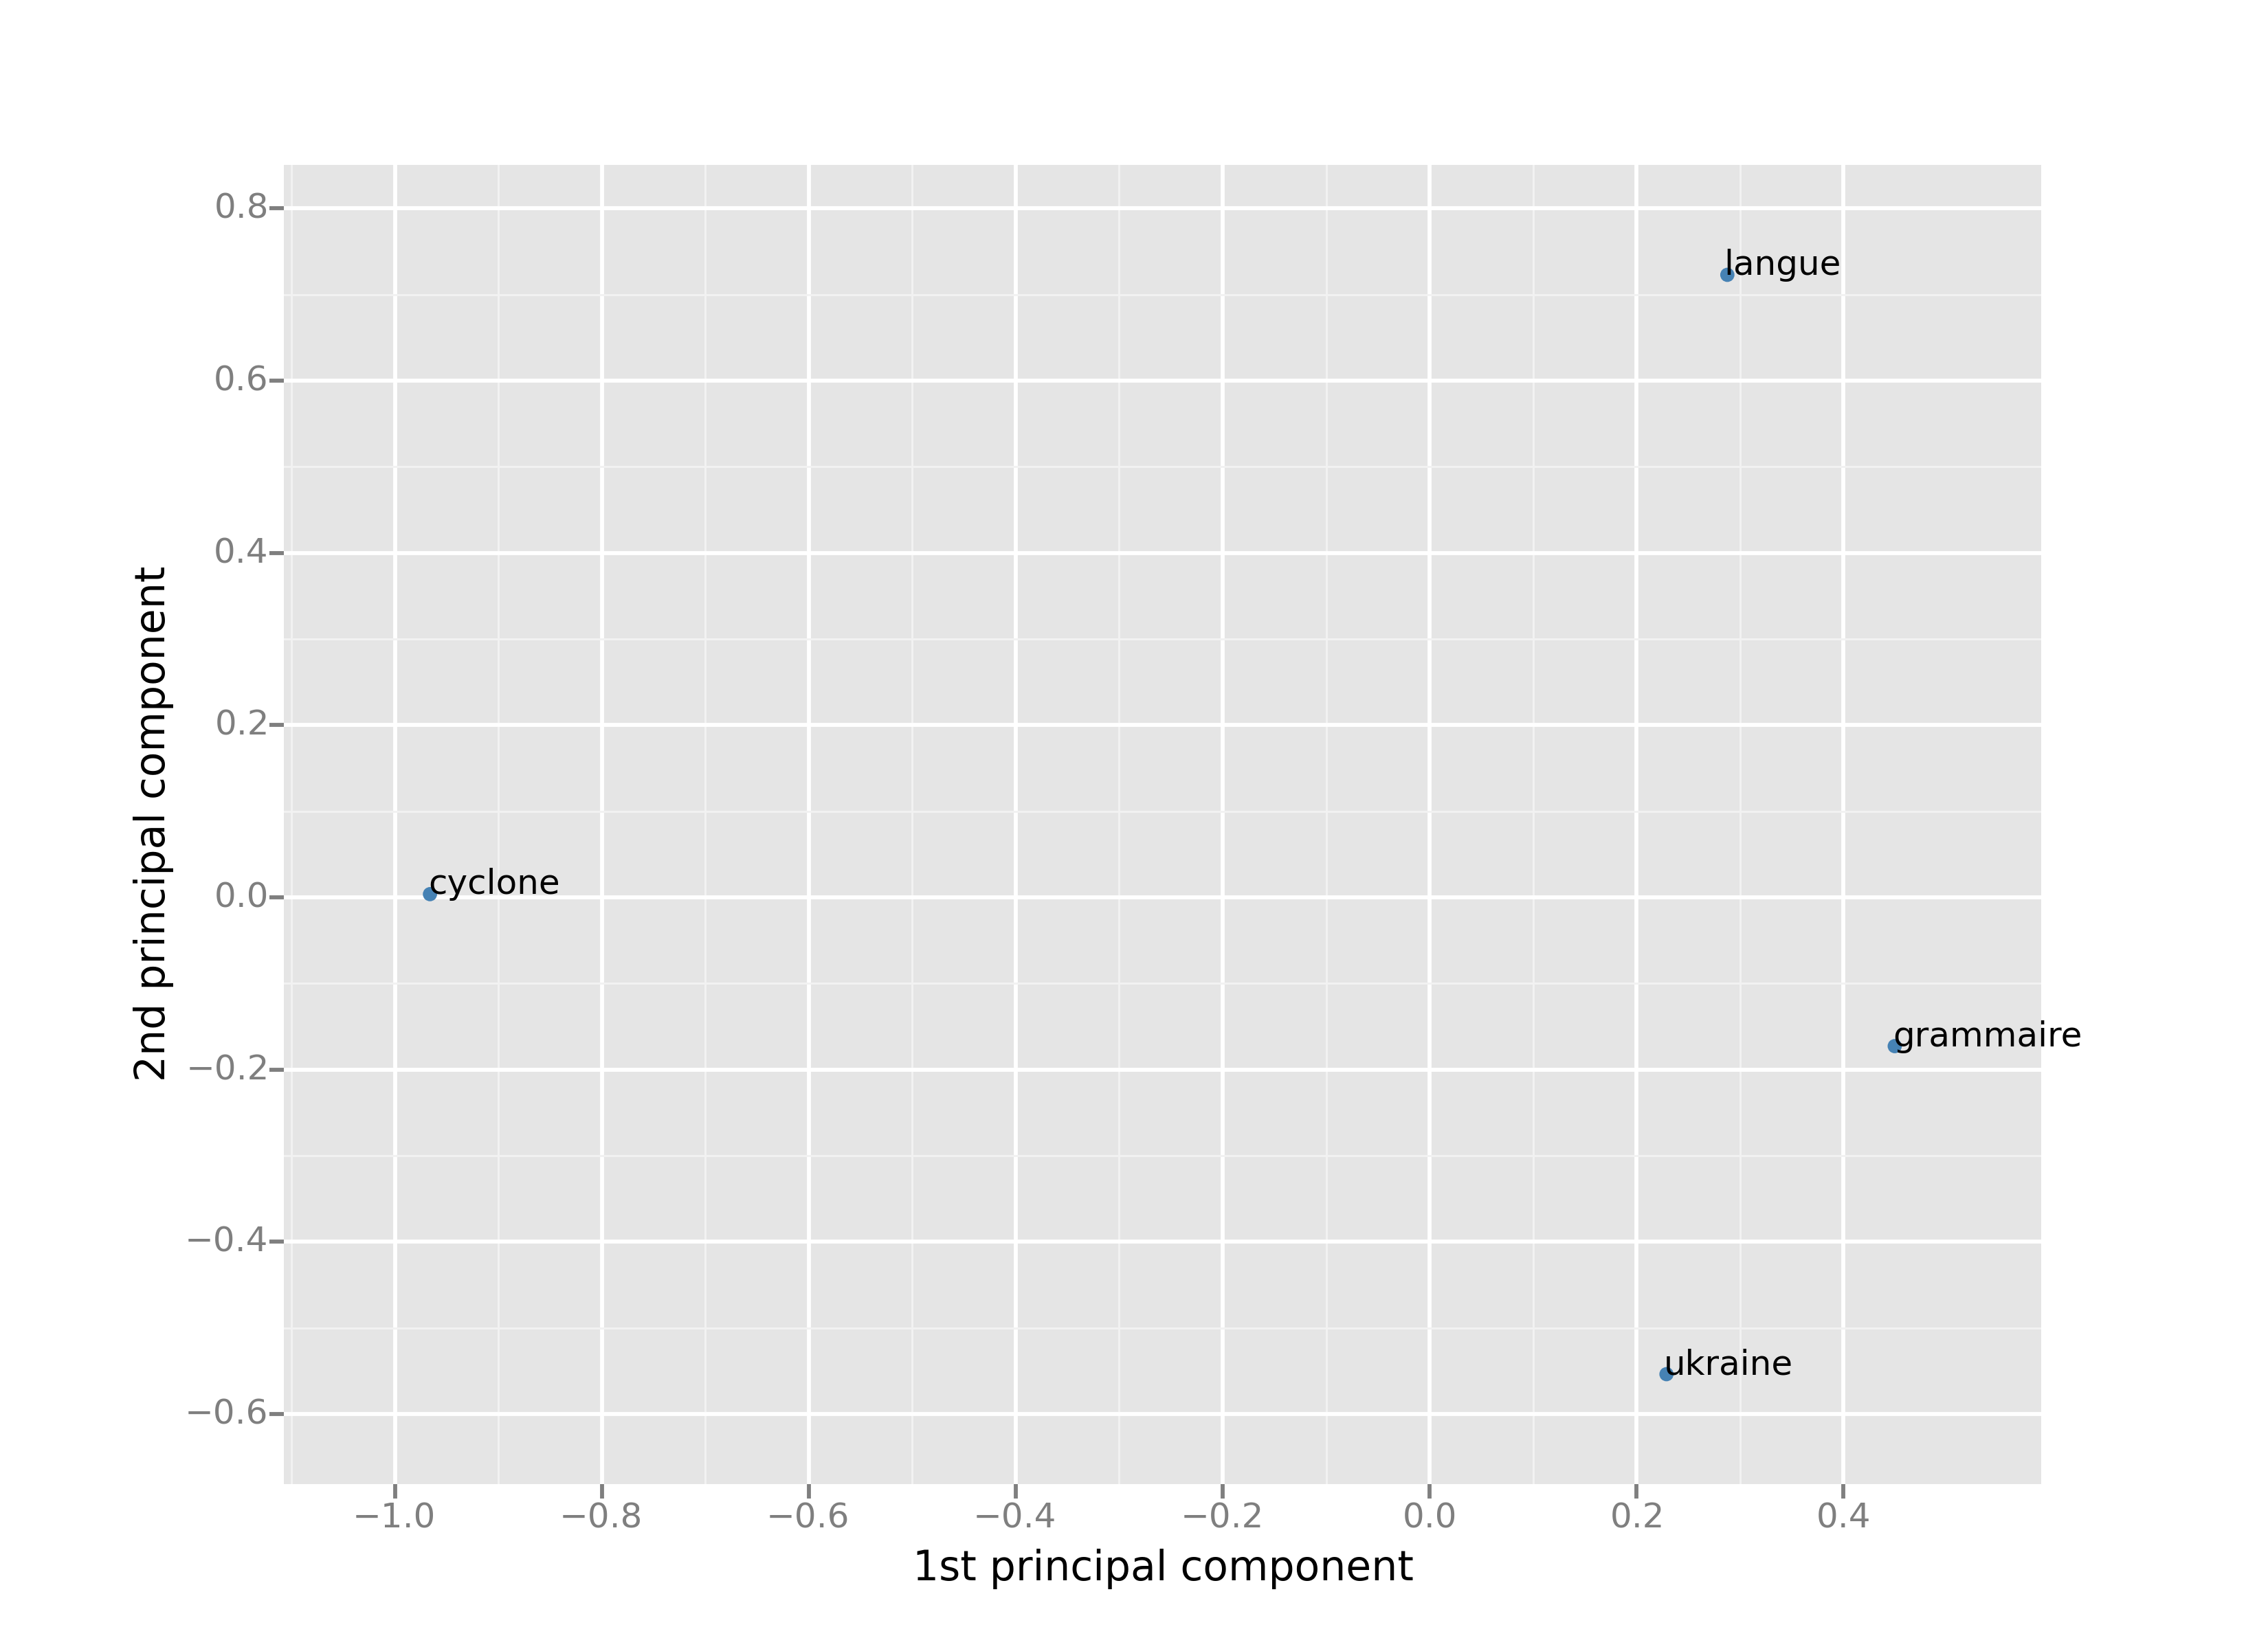 0.8
langue
0.6
0.4
0.2
cyclone
0.0
grammaire
−0.2
−0.4
ukraine
−0.6
2nd principal component
−1.0 −0.8 −0.6 −0.4 −0.2 0.0 0.2 0.4
1st principal component